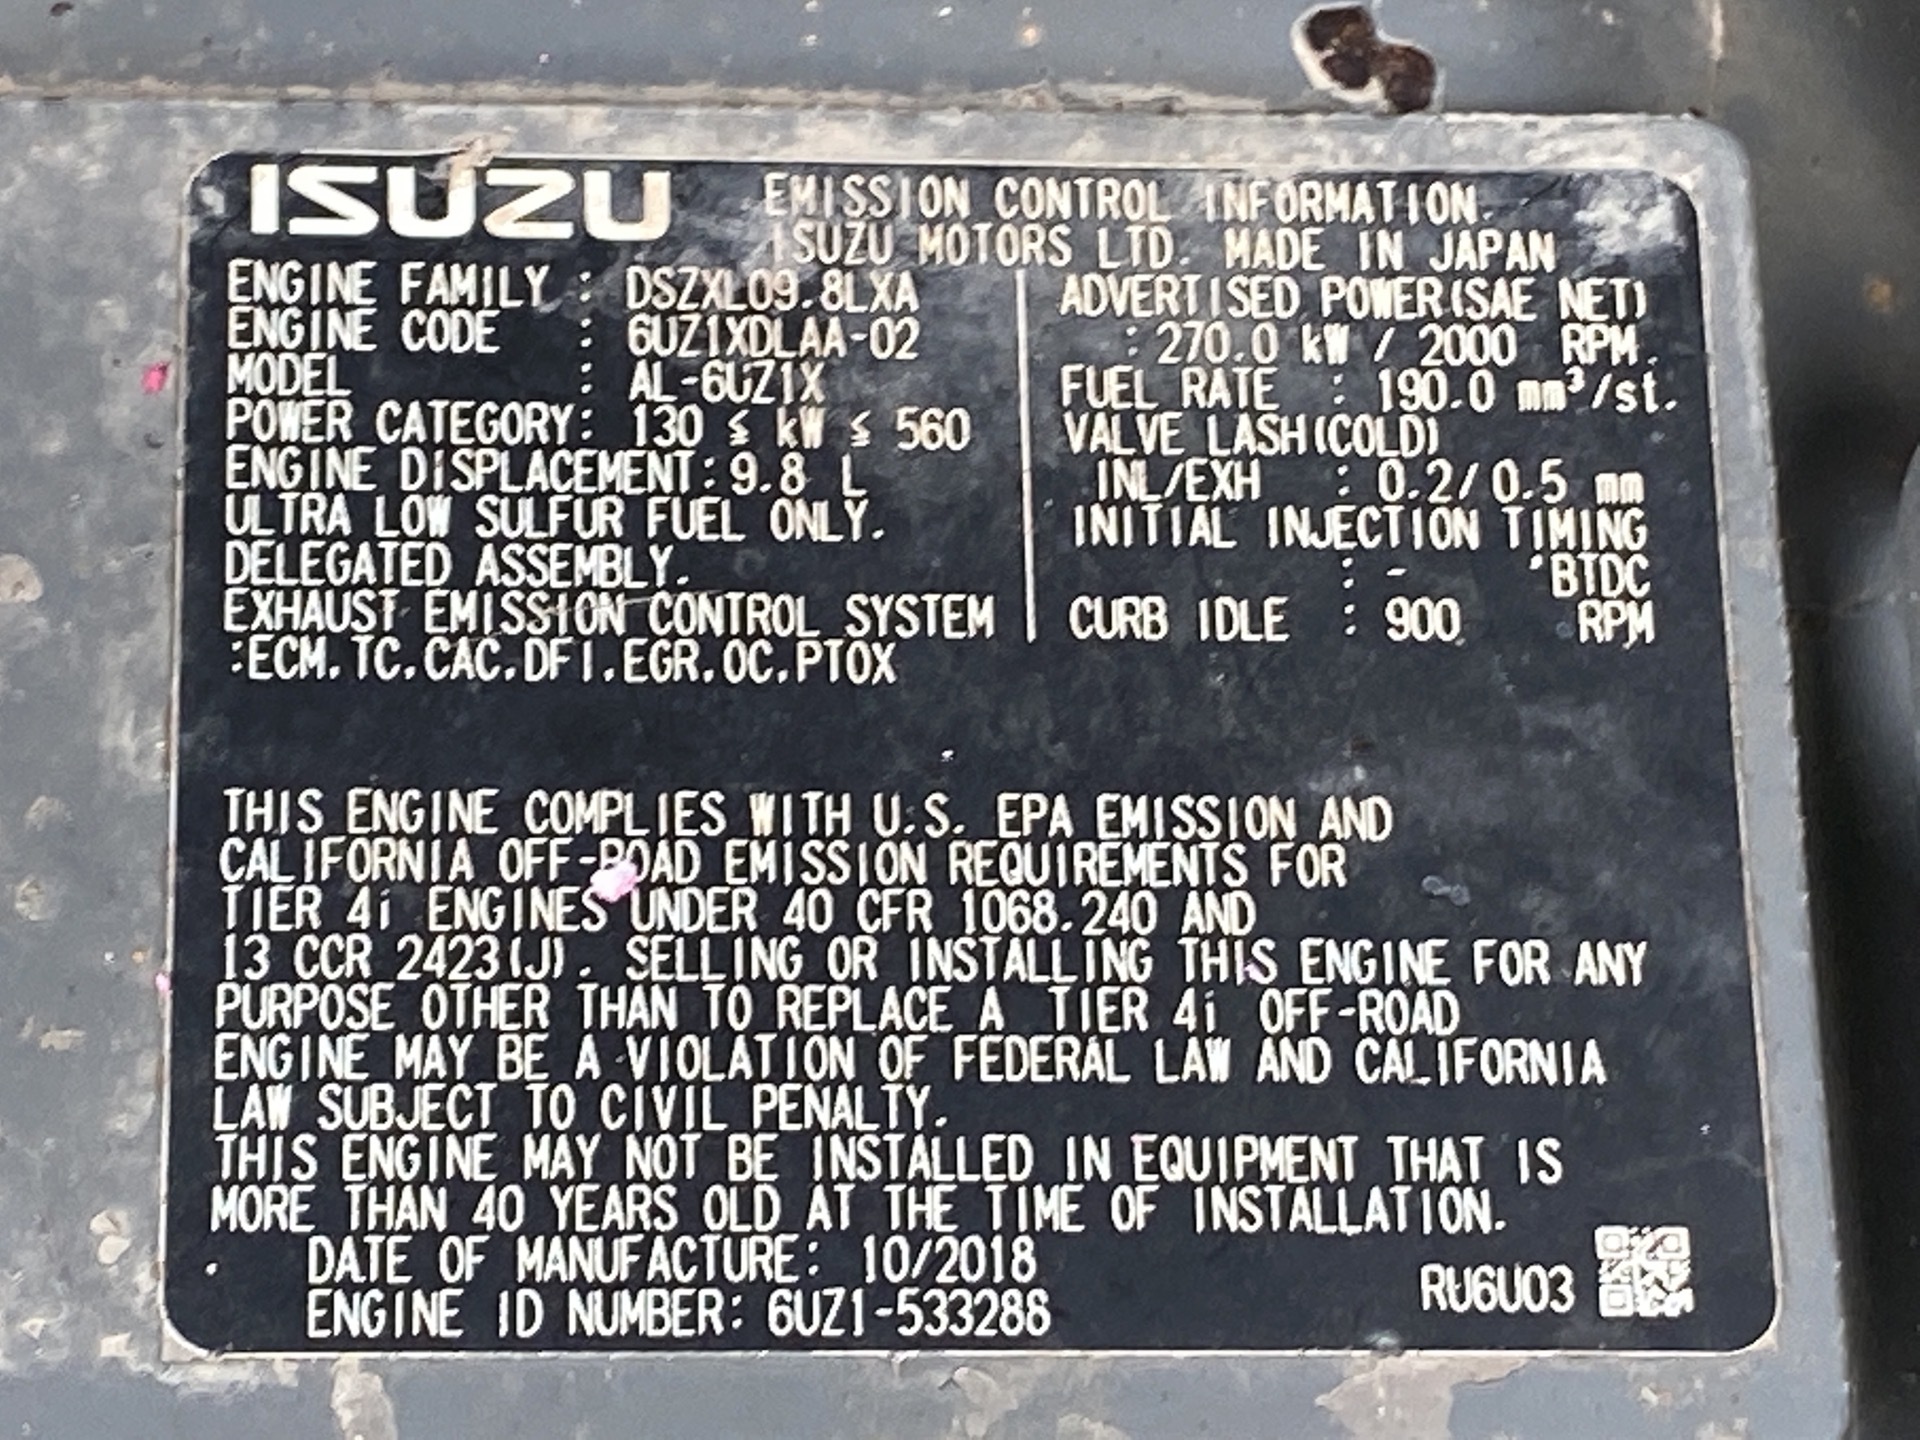 ISUZU EMISSION CONTROL INFORMATION.
ISUZU MOTORS LTD. MADE IN JAPAN
ENGINE FAMILY : DSZXL09.8LXA
ENGINE CODE : 6UZ1XDLAA-02
MODEL : AL-6UZ1X
POWER CATEGORY: 130 ≦ kW ≦ 560
ENGINE DISPLACEMENT: 9.8 L
ULTRA LOW SULFUR FUEL ONLY.
DELEGATED ASSEMBLY.
EXHAUST EMISSION CONTROL SYSTEM
:ECM.TC.CAC.DFI.EGR.OC.PTOX
ADVERTISED POWER(SAE NET)
: 270.0 kW / 2000 RPM.
FUEL RATE : 190.0 mm³/st.
VALVE LASH(COLD)
INL/EXH : 0.2/0.5 mm
INITIAL INJECTION TIMING
: - °BTDC
CURB IDLE : 900 RPM
THIS ENGINE COMPLIES WITH U.S. EPA EMISSION AND
CALIFORNIA OFF-ROAD EMISSION REQUIREMENTS FOR
TIER 4i ENGINES UNDER 40 CFR 1068.240 AND
13 CCR 2423(J). SELLING OR INSTALLING THIS ENGINE FOR ANY
PURPOSE OTHER THAN TO REPLACE A TIER 4i OFF-ROAD
ENGINE MAY BE A VIOLATION OF FEDERAL LAW AND CALIFORNIA
LAW SUBJECT TO CIVIL PENALTY.
THIS ENGINE MAY NOT BE INSTALLED IN EQUIPMENT THAT IS
MORE THAN 40 YEARS OLD AT THE TIME OF INSTALLATION.
DATE OF MANUFACTURE: 10/2018
ENGINE ID NUMBER: 6UZ1-533288
RU6U03